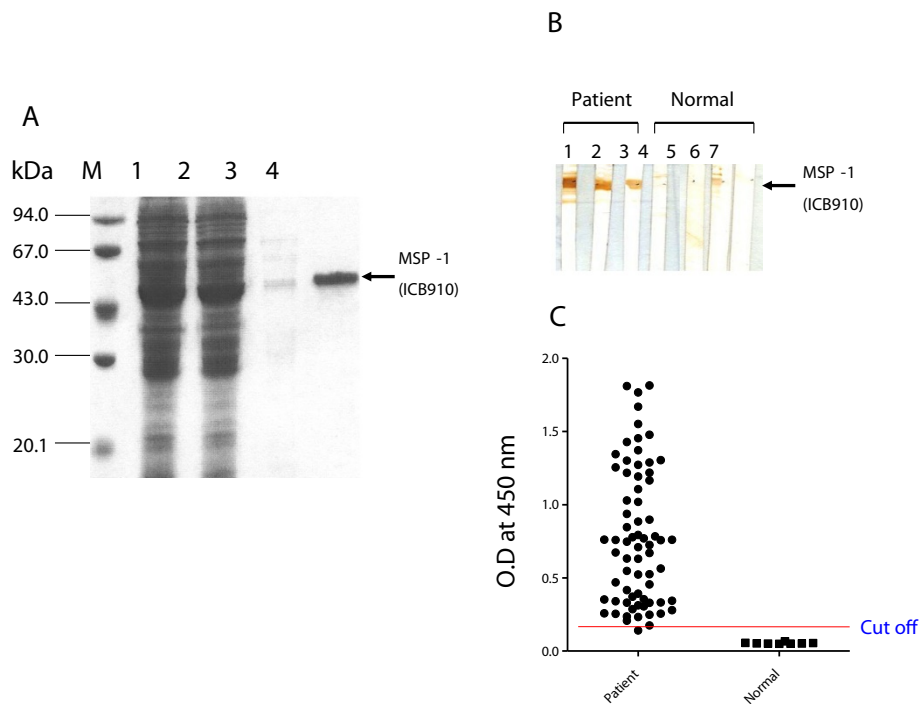 A
kDa M 1 2 3 4
94.0
67.0
43.0
30.0
20.1
MSP -1
(ICB910)
B
Patient Normal
1 2 3 4 5 6 7
MSP -1
(ICB910)
C
O.D at 450 nm
2.0
1.5
1.0
0.5
0.0
Cut off
Patient
Normal